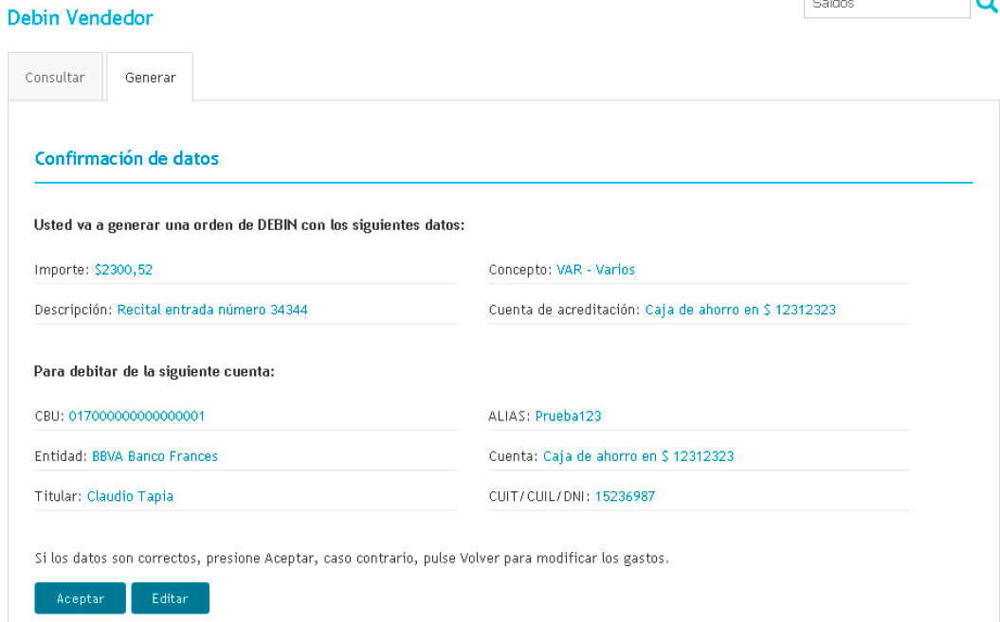 Saldos
Debin Vendedor
Consultar Generar
Confirmación de datos
Usted va a generar una orden de DEBIN con los siguientes datos:
Importe: $2300,52 Concepto: VAR - Varios
Descripción: Recital entrada número 34344 Cuenta de acreditación: Caja de ahorro en $ 12312323
Para debitar de la siguiente cuenta:
CBU: 017000000000000001 ALIAS: Prueba123
Entidad: BBVA Banco Frances Cuenta: Caja de ahorro en $ 12312323
Titular: Claudio Tapia CUIT/CUIL/DNI: 15236987
Si los datos son correctos, presione Aceptar, caso contrario, pulse Volver para modificar los gastos.
Aceptar Editar